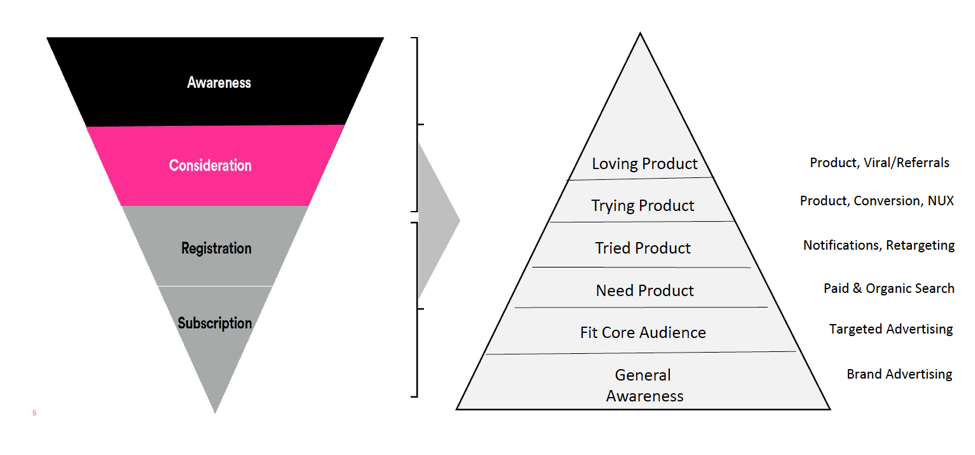 Awareness
Consideration
Registration
Subscription
5
Loving Product
Trying Product
Tried Product
Need Product
Fit Core Audience
General
Awareness
Product, Viral/Referrals
Product, Conversion, NUX
Notifications, Retargeting
Paid & Organic Search
Targeted Advertising
Brand Advertising